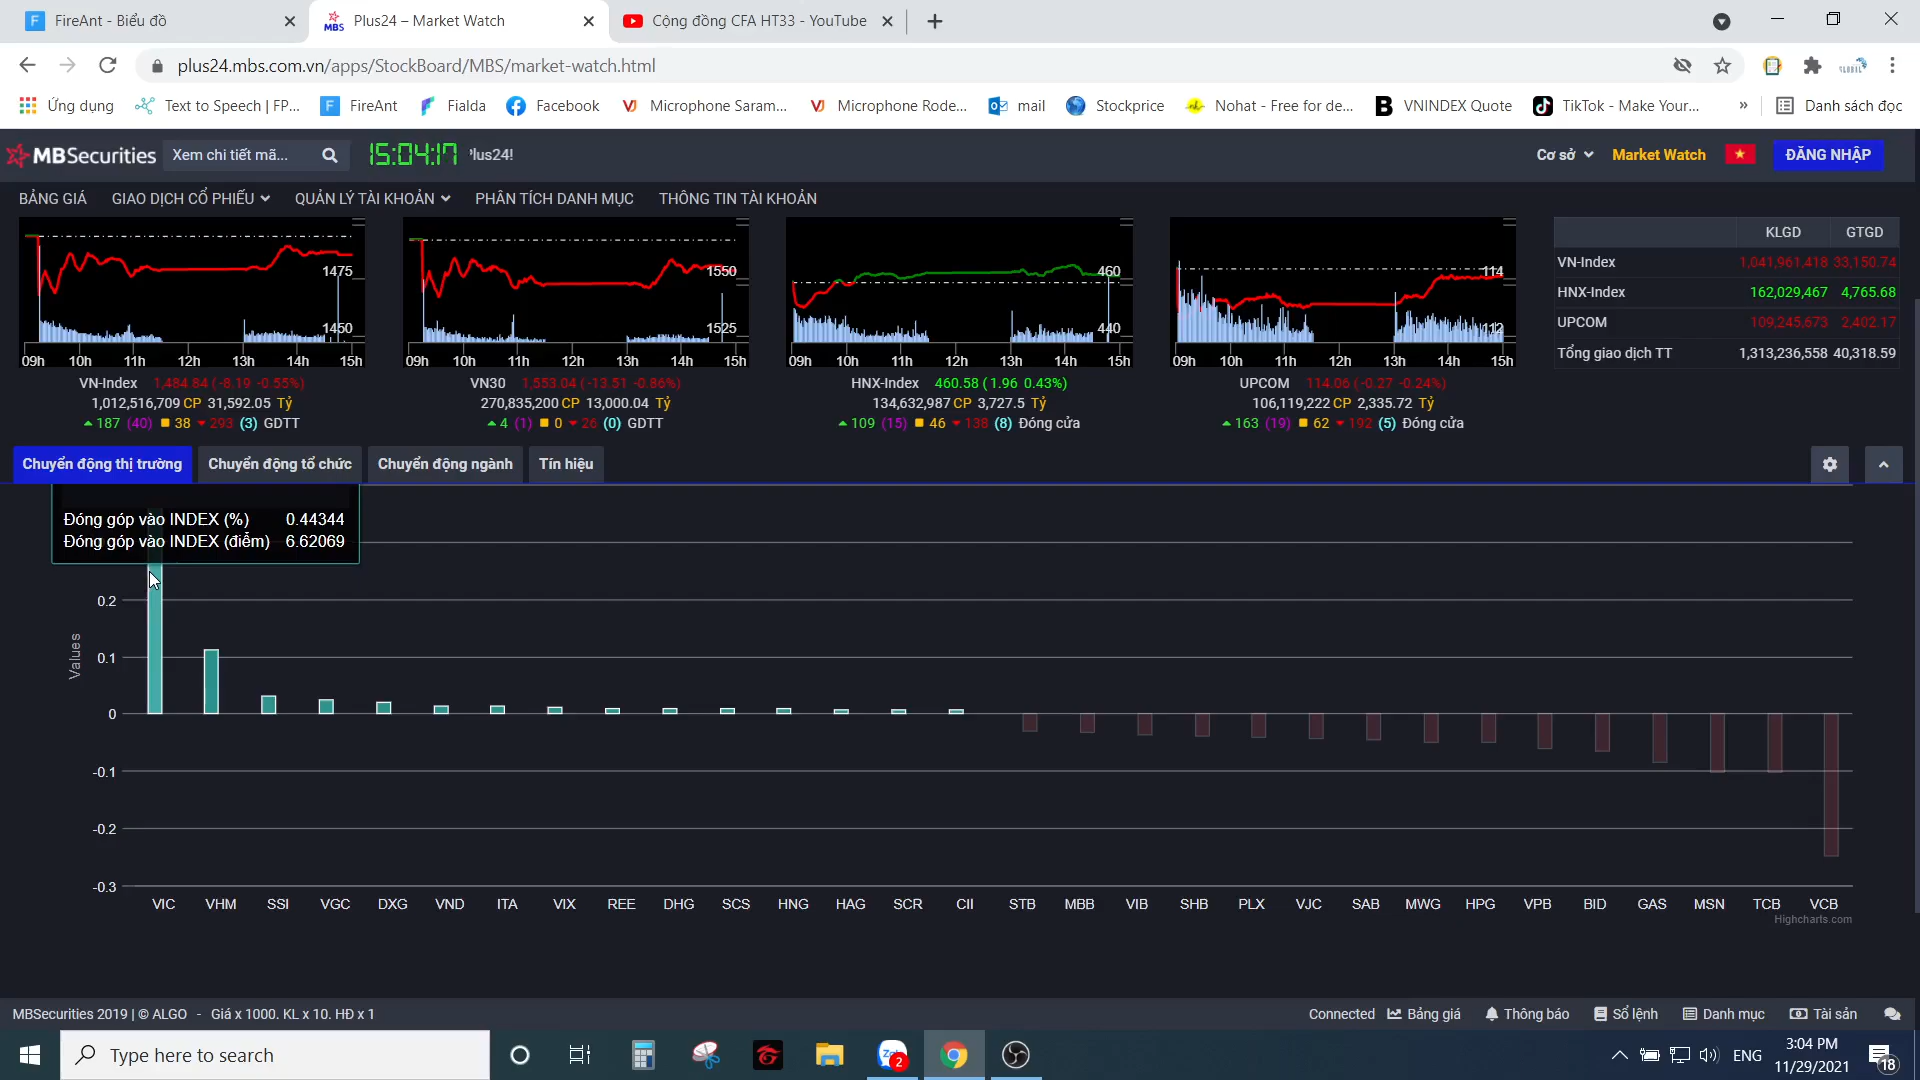 FireAnt - Biểu đồ
Plus24 – Market Watch
Cộng đồng CFA HT33 - YouTube
plus24.mbs.com.vn/apps/StockBoard/MBS/market-watch.html
Ứng dụng
Text to Speech | FP...
FireAnt
Fialda
Facebook
Microphone Saram...
Microphone Rode...
mail
Stockprice
Nohat - Free for de...
VNINDEX Quote
TikTok - Make Your...
»
Danh sách đọc
MBSecurities
Xem chi tiết mã...
15:04:17
lus24!
Cơ sở
Market Watch
ĐĂNG NHẬP
BẢNG GIÁ
GIAO DỊCH CỔ PHIẾU
QUẢN LÝ TÀI KHOẢN
PHÂN TÍCH DANH MỤC
THÔNG TIN TÀI KHOẢN
1475
1450
09h 10h 11h 12h 13h 14h 15h
VN-Index 1,484.84 (-8.19 -0.55%)
1,012,516,709 CP 31,592.05 Tỷ
187 (40) 38 293 (3) GDTT
1550
1525
09h 10h 11h 12h 13h 14h 15h
VN30 1,553.04 (-13.51 -0.86%)
270,835,200 CP 13,000.04 Tỷ
4 (1) 0 26 (0) GDTT
460
440
09h 10h 11h 12h 13h 14h 15h
HNX-Index 460.58 (1.96 0.43%)
134,632,987 CP 3,727.5 Tỷ
109 (15) 46 138 (8) Đóng cửa
114
112
09h 10h 11h 12h 13h 14h 15h
UPCOM 114.06 (-0.27 -0.24%)
106,119,222 CP 2,335.72 Tỷ
163 (19) 62 192 (5) Đóng cửa
KLGD GTGD
VN-Index 1,041,961,418 33,150.74
HNX-Index 162,029,467 4,765.68
UPCOM 109,245,673 2,402.17
Tổng giao dịch TT 1,313,236,558 40,318.59
Chuyển động thị trường
Chuyển động tổ chức
Chuyển động ngành
Tín hiệu
Đóng góp vào INDEX (%) 0.44344
Đóng góp vào INDEX (điểm) 6.62069
Values
0.2
0.1
0
-0.1
-0.2
-0.3
VIC VHM SSI VGC DXG VND ITA VIX REE DHG SCS HNG HAG SCR CII STB MBB VIB SHB PLX VJC SAB MWG HPG VPB BID GAS MSN TCB VCB
Highcharts.com
MBSecurities 2019 | © ALGO - Giá x 1000. KL x 10. HĐ x 1
Connected
Bảng giá
Thông báo
Sổ lệnh
Danh mục
Tài sản
Type here to search
2
ENG
3:04 PM
11/29/2021
18